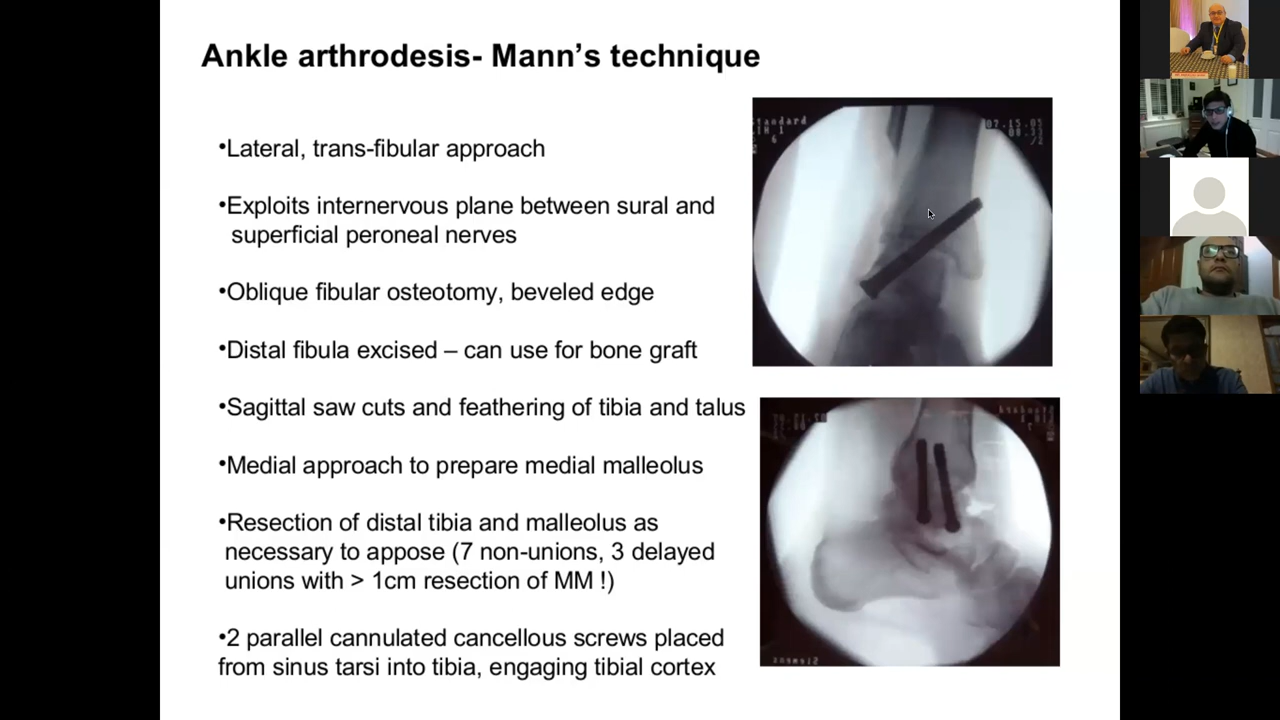 Ankle arthrodesis- Mann's technique
•Lateral, trans-fibular approach
•Exploits internervous plane between sural and
superficial peroneal nerves
•Oblique fibular osteotomy, beveled edge
•Distal fibula excised – can use for bone graft
•Sagittal saw cuts and feathering of tibia and talus
•Medial approach to prepare medial malleolus
•Resection of distal tibia and malleolus as
necessary to appose (7 non-unions, 3 delayed
unions with > 1cm resection of MM !)
•2 parallel cannulated cancellous screws placed
from sinus tarsi into tibia, engaging tibial cortex